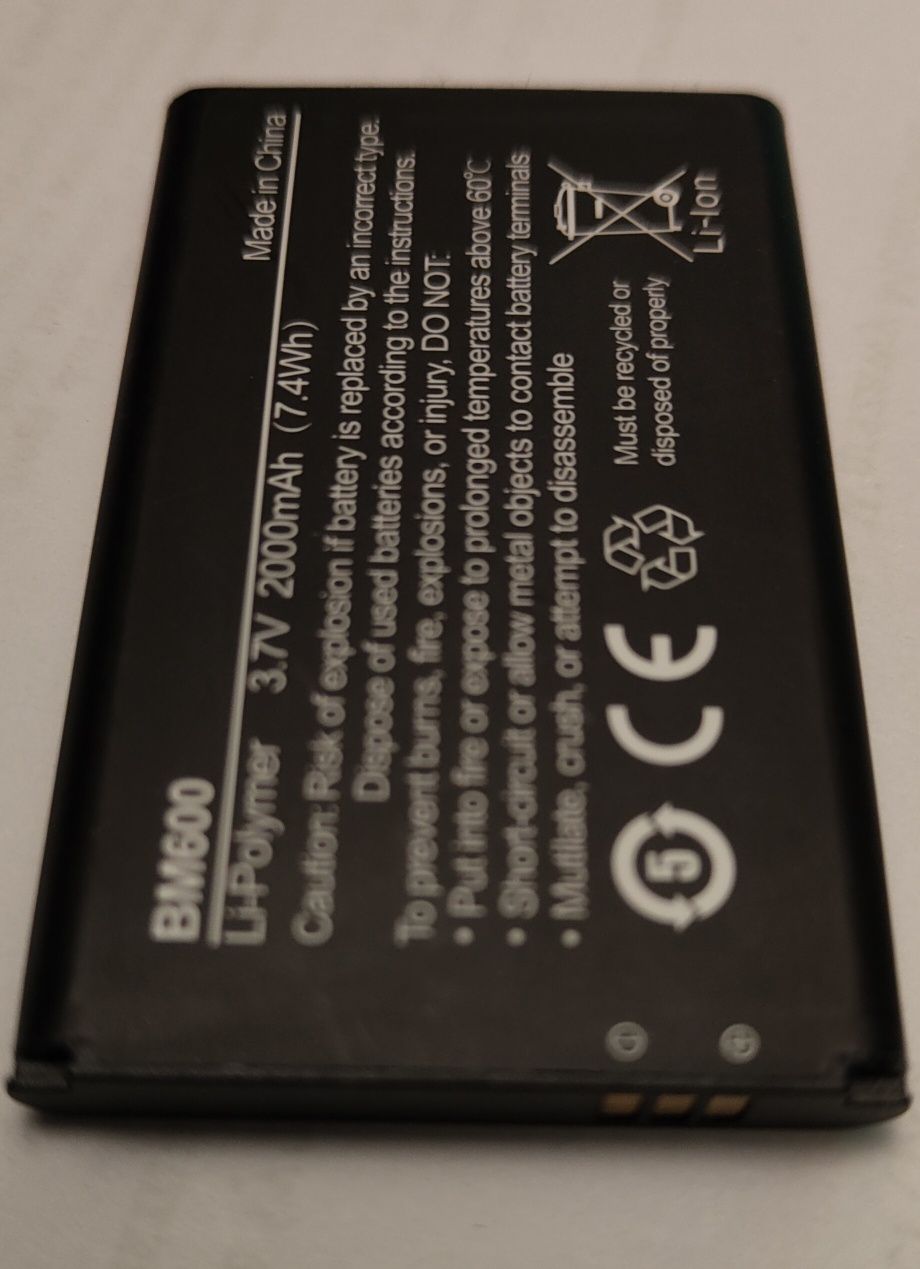 BM600
Made in China
Li-Polymer 3.7V 2000mAh (7.4Wh)
Caution: Risk of explosion if battery is replaced by an incorrect type.
Dispose of used batteries according to the instructions.
To prevent burns, fire, explosions, or injury, DO NOT:
• Put into fire or expose to prolonged temperatures above 60°C
• Short-circuit or allow metal objects to contact battery terminals
• Mutilate, crush, or attempt to disassemble
5
CE
Must be recycled or
disposed of properly
Li-Ion